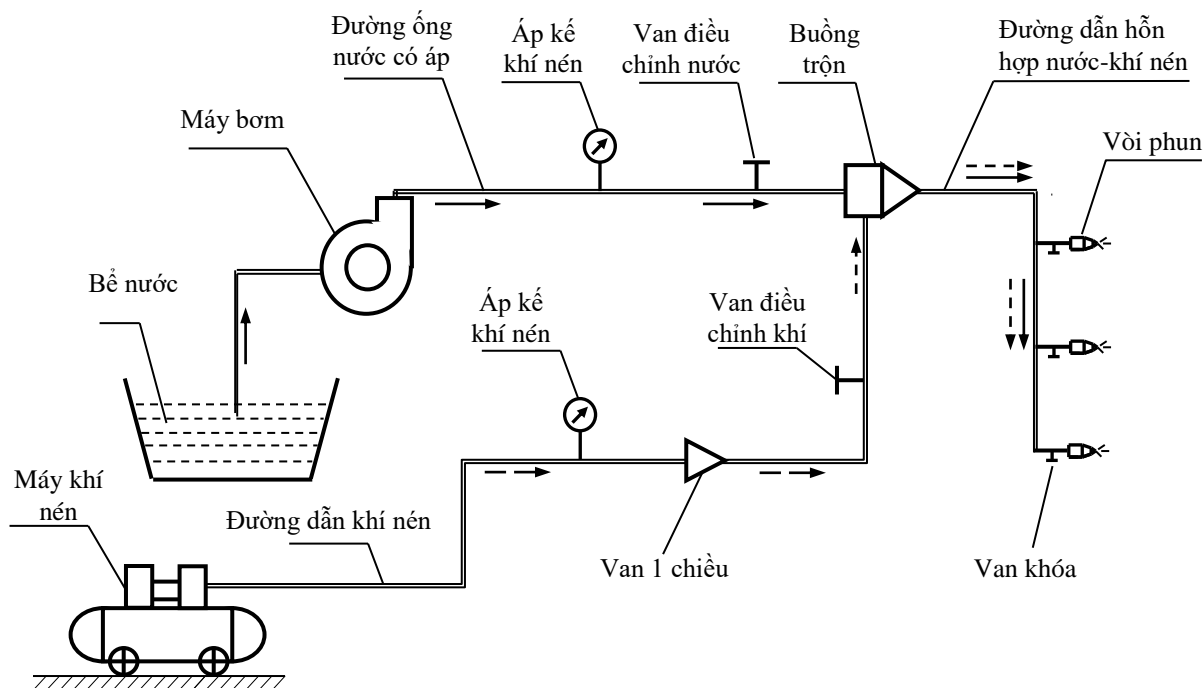 Đường ống
nước có áp
Áp kế
khí nén
Van điều
chỉnh nước
Buồng
trộn
Đường dẫn hỗn
hợp nước-khí nén
Máy bơm
Vòi phun
Bể nước
Áp kế
khí nén
Van điều
chỉnh khí
Máy khí
nén
Đường dẫn khí nén
Van 1 chiều
Van khóa